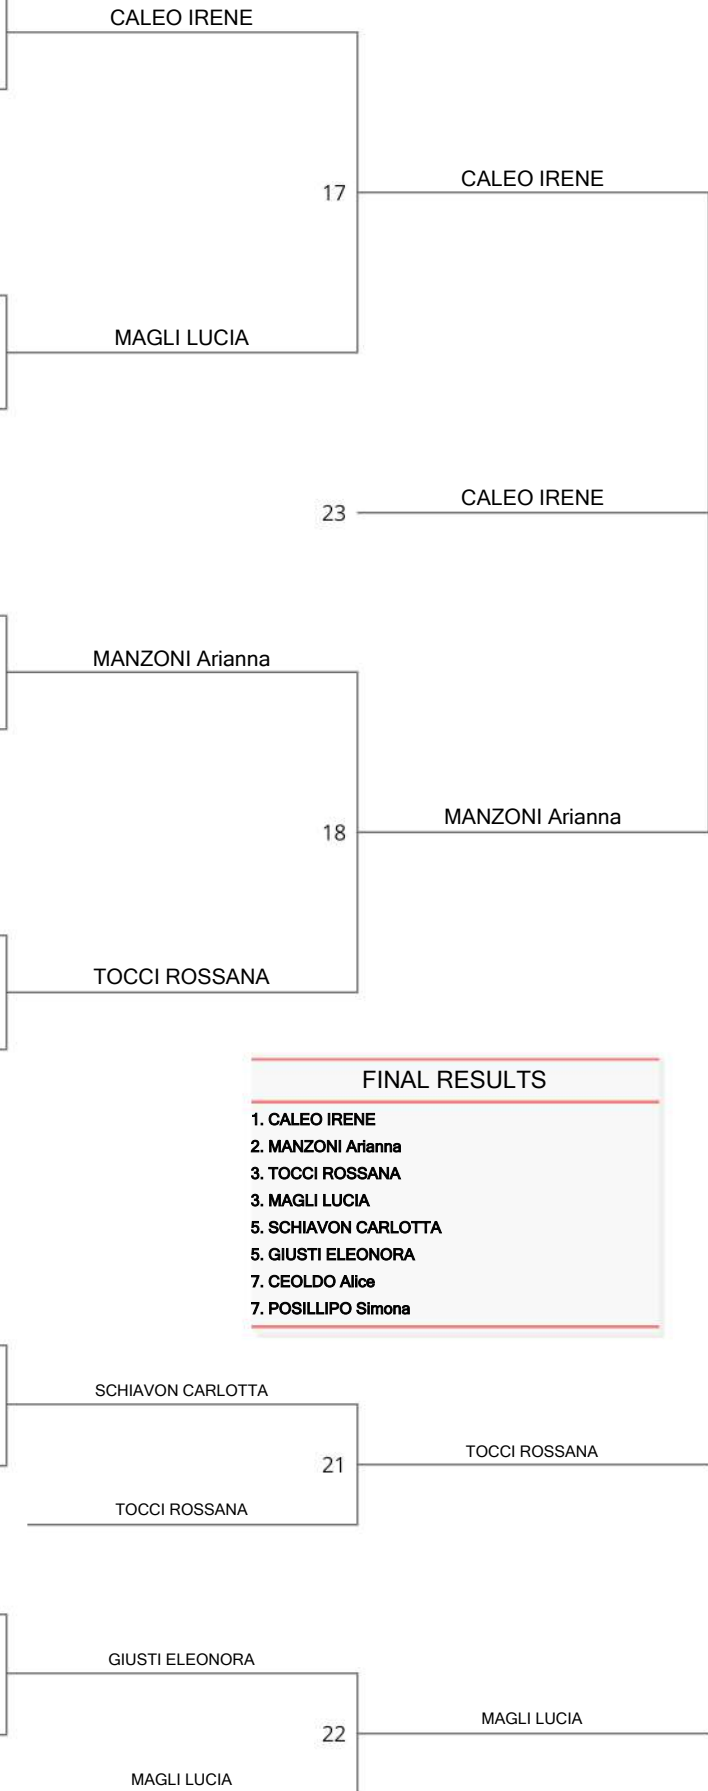 CALEO IRENE
17
CALEO IRENE
MAGLI LUCIA
23
CALEO IRENE
MANZONI Arianna
18
MANZONI Arianna
TOCCI ROSSANA
FINAL RESULTS
1. CALEO IRENE
2. MANZONI Arianna
3. TOCCI ROSSANA
3. MAGLI LUCIA
5. SCHIAVON CARLOTTA
5. GIUSTI ELEONORA
7. CEOLDO Alice
7. POSILLIPO Simona
SCHIAVON CARLOTTA
21
TOCCI ROSSANA
TOCCI ROSSANA
GIUSTI ELEONORA
22
MAGLI LUCIA
MAGLI LUCIA